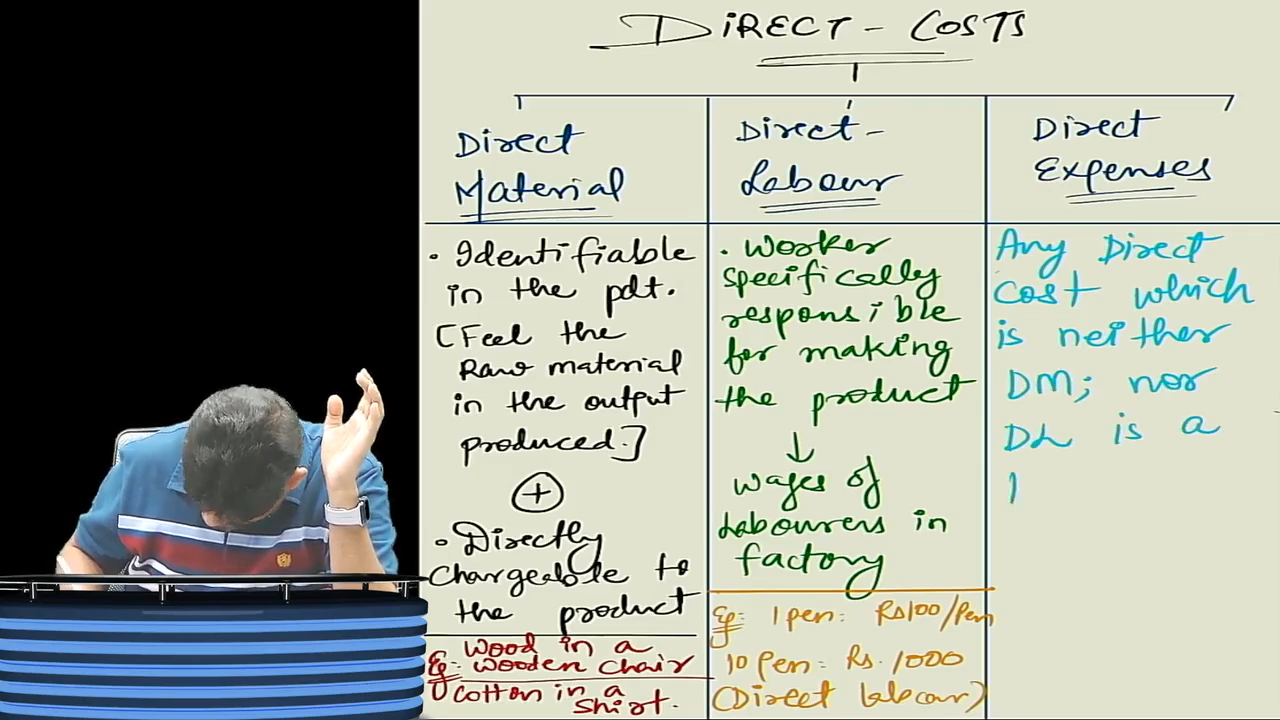 DiRECT - COSTS
Direct
Material
• Identifiable
in the pdt.
[Feel the
Raw material
in the output
produced.]
+
• Directly
chargeable to
the product
Eg: Wood in a
wooden chair
Cotton in a
Shirt.
Direct -
Labour
• Worker
specifically
responsible
for making
the product
↓
Wages of
Labourers in
factory
Eg: 1 pen: Rs100/Pen
10 Pen: Rs. 1000
(Direct labour)
Direct
Expenses
Any Direct
cost which
is neither
DM; nor
DL is a